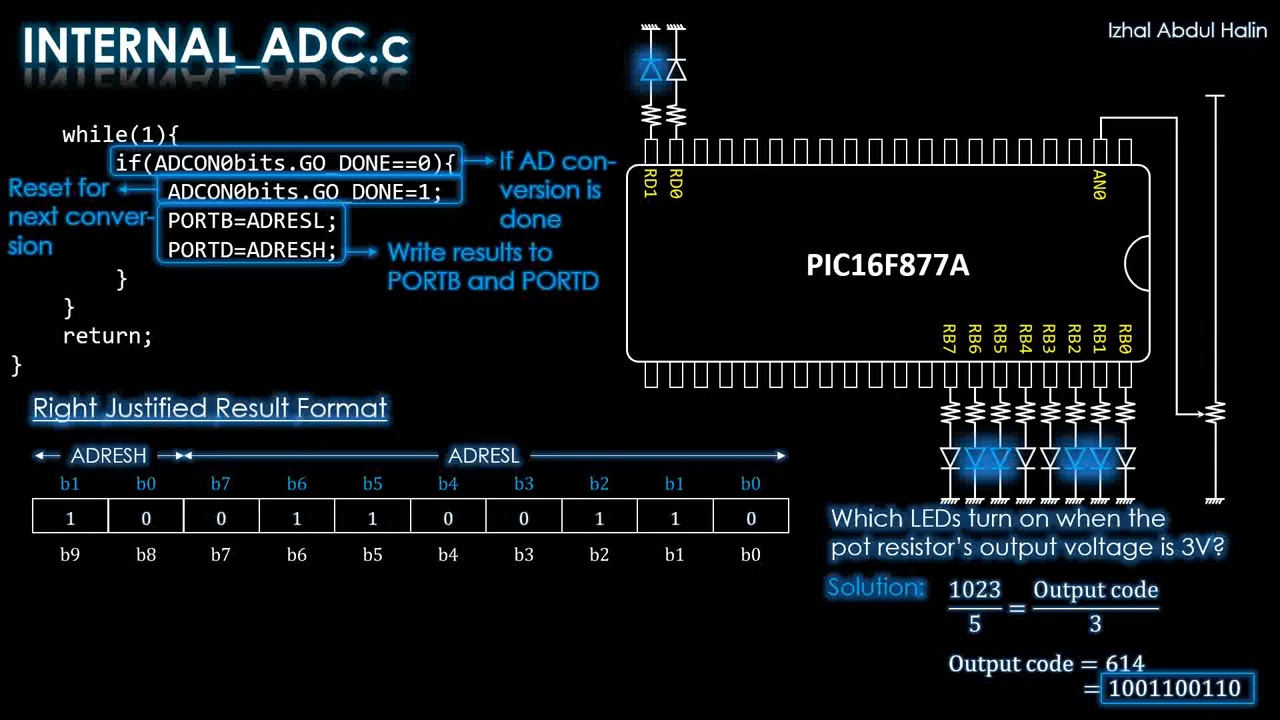 INTERNAL_ADC.c
Izhal Abdul Halin
while(1){
if(ADCON0bits.GO_DONE==0){
ADCON0bits.GO_DONE=1;
PORTB=ADRESL;
PORTD=ADRESH;
}
}
return;
}
If AD con-
version is
done
Reset for
next conver-
sion
Write results to
PORTB and PORTD
RD1 RD0 AN0
PIC16F877A
RB7 RB6 RB5 RB4 RB3 RB2 RB1 RB0
Right Justified Result Format
ADRESH ADRESL
b1 b0 b7 b6 b5 b4 b3 b2 b1 b0
1 0 0 1 1 0 0 1 1 0
b9 b8 b7 b6 b5 b4 b3 b2 b1 b0
Which LEDs turn on when the
pot resistor's output voltage is 3V?
Solution:
1023 Output code
=
5 3
Output code = 614
= 1001100110